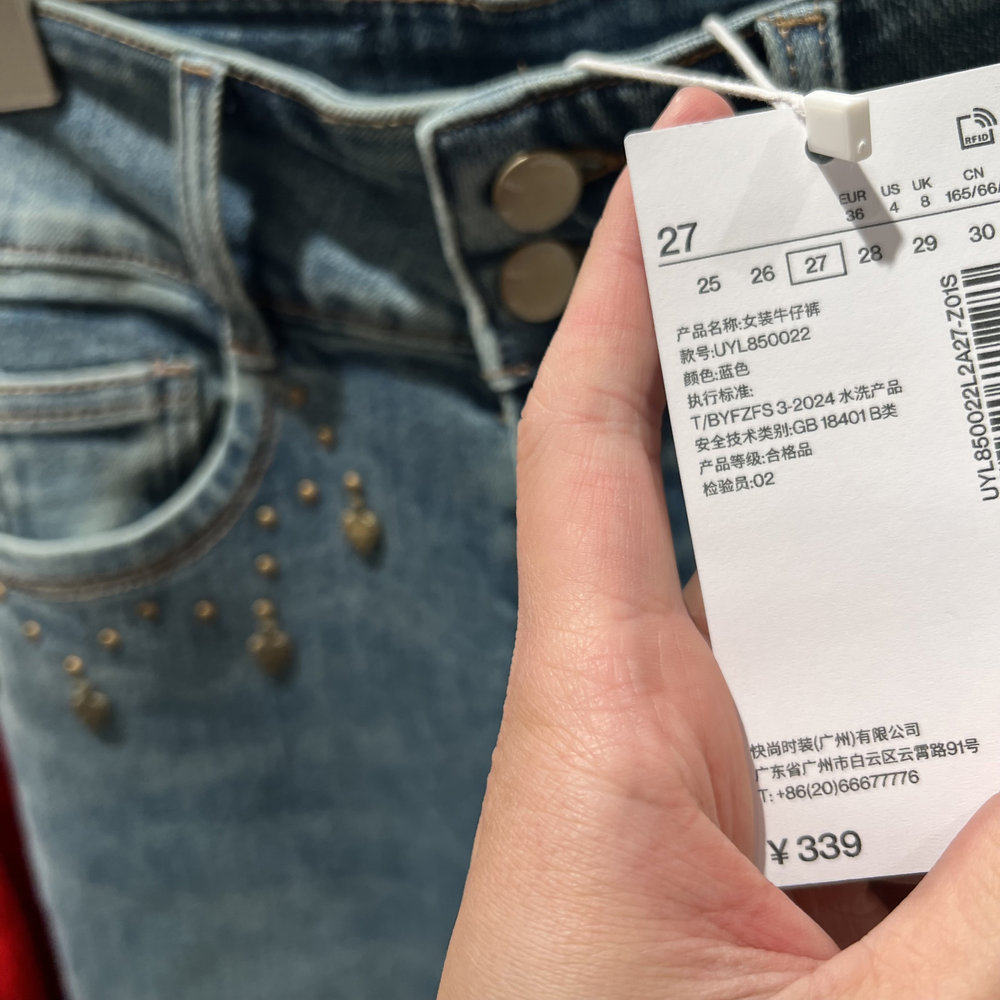 RFID
EUR US UK CN
36 4 8 165/66/
27
25 26 27 28 29 30
产品名称:女装牛仔裤
款号:UYL850022
颜色:蓝色
执行标准:
T/BYFZFS 3-2024 水洗产品
安全技术类别:GB 18401 B类
产品等级:合格品
检验员:02
UYL850022L2A27-Z01S
快尚时装(广州)有限公司
广东省广州市白云区云霄路91号
T: +86(20)66677776
¥ 339